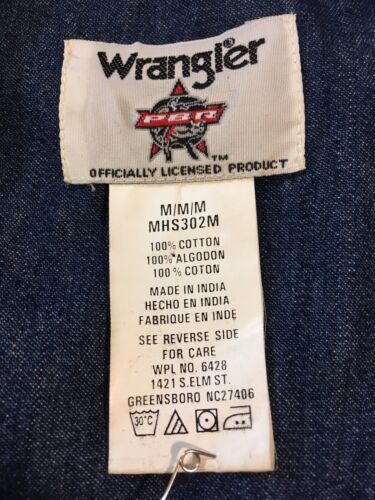 Wrangler®
PBR
™
OFFICIALLY LICENSED PRODUCT
M/M/M
MHS302M
100% COTTON
100% ALGODON
100% COTON
MADE IN INDIA
HECHO EN INDIA
FABRIQUE EN INDE
SEE REVERSE SIDE
FOR CARE
WPL NO. 6428
1421 S.ELM ST.
GREENSBORO NC27406
30°C